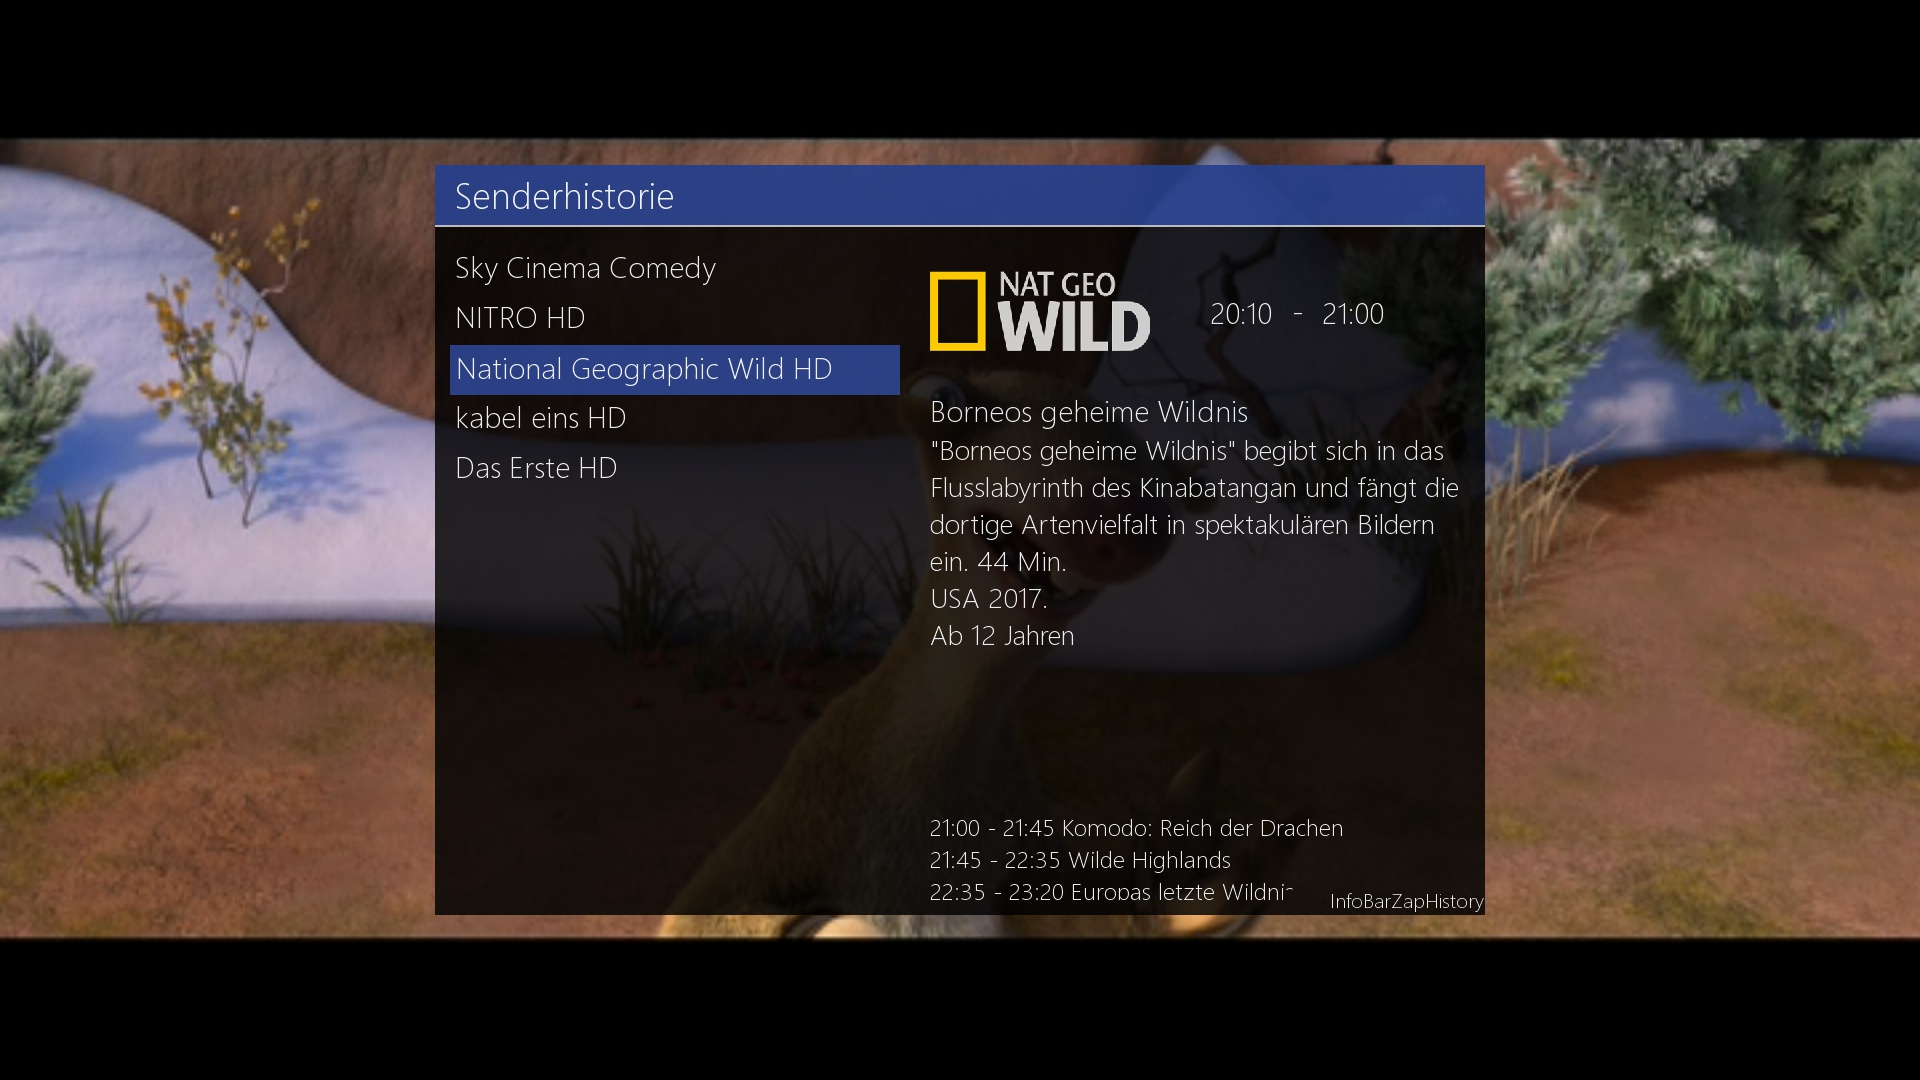 Senderhistorie
Sky Cinema Comedy
NITRO HD
National Geographic Wild HD
kabel eins HD
Das Erste HD
NAT GEO
WILD
20:10 - 21:00
Borneos geheime Wildnis
"Borneos geheime Wildnis" begibt sich in das
Flusslabyrinth des Kinabatangan und fängt die
dortige Artenvielfalt in spektakulären Bildern
ein. 44 Min.
USA 2017.
Ab 12 Jahren
21:00 - 21:45 Komodo: Reich der Drachen
21:45 - 22:35 Wilde Highlands
22:35 - 23:20 Europas letzte Wildnis
InfoBarZapHistory